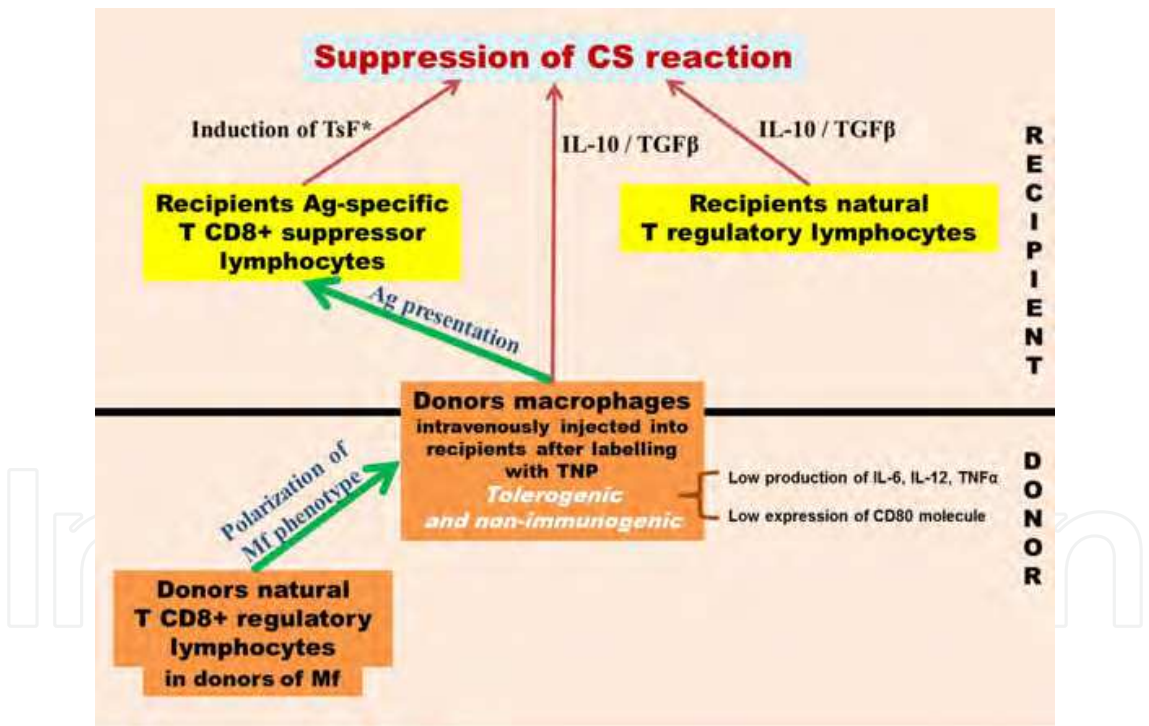 Suppression of CS reaction
Induction of TsF*
IL-10 / TGFβ
IL-10 / TGFβ
Recipients Ag-specific
T CD8+ suppressor
lymphocytes
Recipients natural
T regulatory lymphocytes
RECIPIENT
Ag presentation
Donors macrophages
intravenously injected into
recipients after labelling
with TNP
Tolerogenic
and non-immunogenic
Low production of IL-6, IL-12, TNFα
Low expression of CD80 molecule
DONOR
Polarization of
Mf phenotype
Donors natural
T CD8+ regulatory
lymphocytes
in donors of Mf